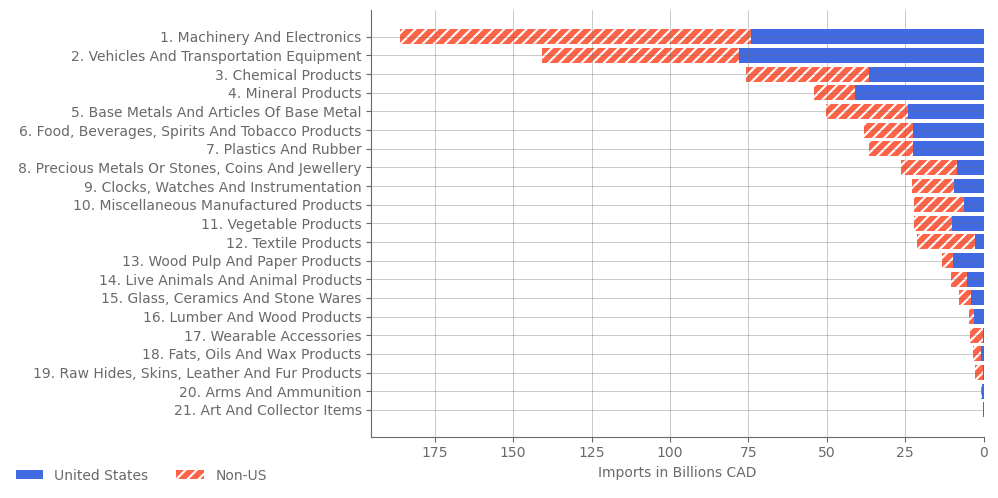 1. Machinery And Electronics
2. Vehicles And Transportation Equipment
3. Chemical Products
4. Mineral Products
5. Base Metals And Articles Of Base Metal
6. Food, Beverages, Spirits And Tobacco Products
7. Plastics And Rubber
8. Precious Metals Or Stones, Coins And Jewellery
9. Clocks, Watches And Instrumentation
10. Miscellaneous Manufactured Products
11. Vegetable Products
12. Textile Products
13. Wood Pulp And Paper Products
14. Live Animals And Animal Products
15. Glass, Ceramics And Stone Wares
16. Lumber And Wood Products
17. Wearable Accessories
18. Fats, Oils And Wax Products
19. Raw Hides, Skins, Leather And Fur Products
20. Arms And Ammunition
21. Art And Collector Items
175 150 125 100 75 50 25 0
Imports in Billions CAD
United States Non-US